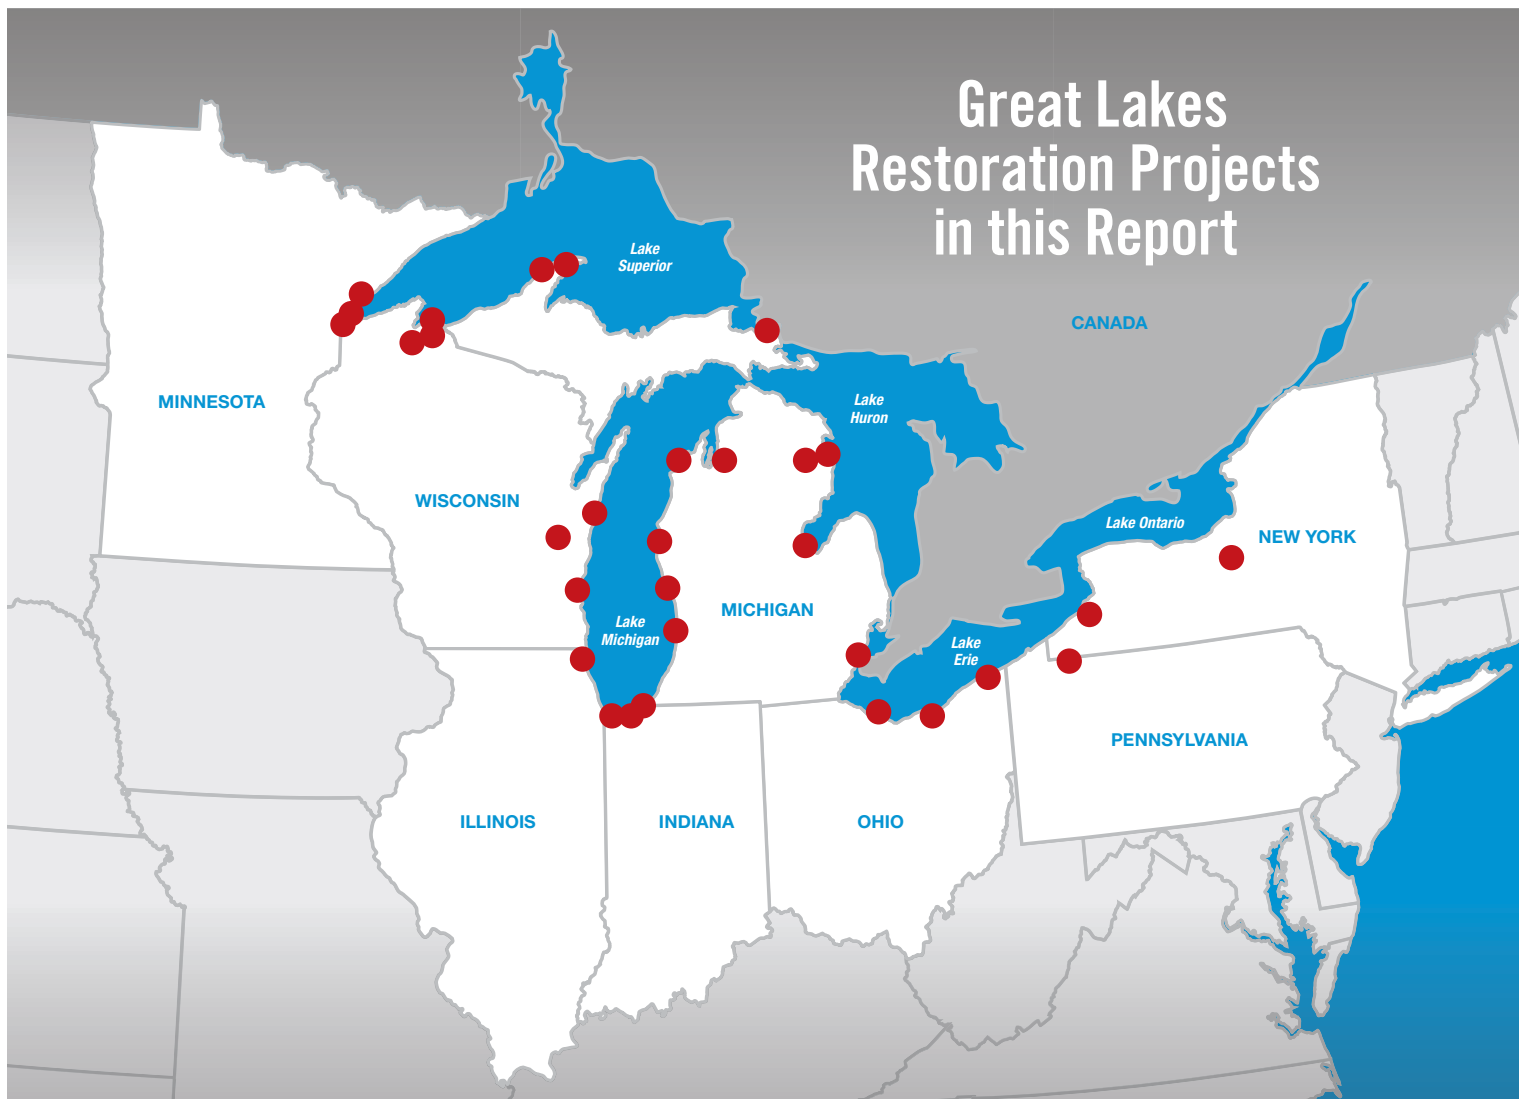 Great Lakes
Restoration Projects
in this Report
Lake
Superior
CANADA
MINNESOTA
Lake
Huron
WISCONSIN
Lake Ontario
NEW YORK
MICHIGAN
Lake
Michigan
Lake
Erie
PENNSYLVANIA
ILLINOIS
INDIANA
OHIO